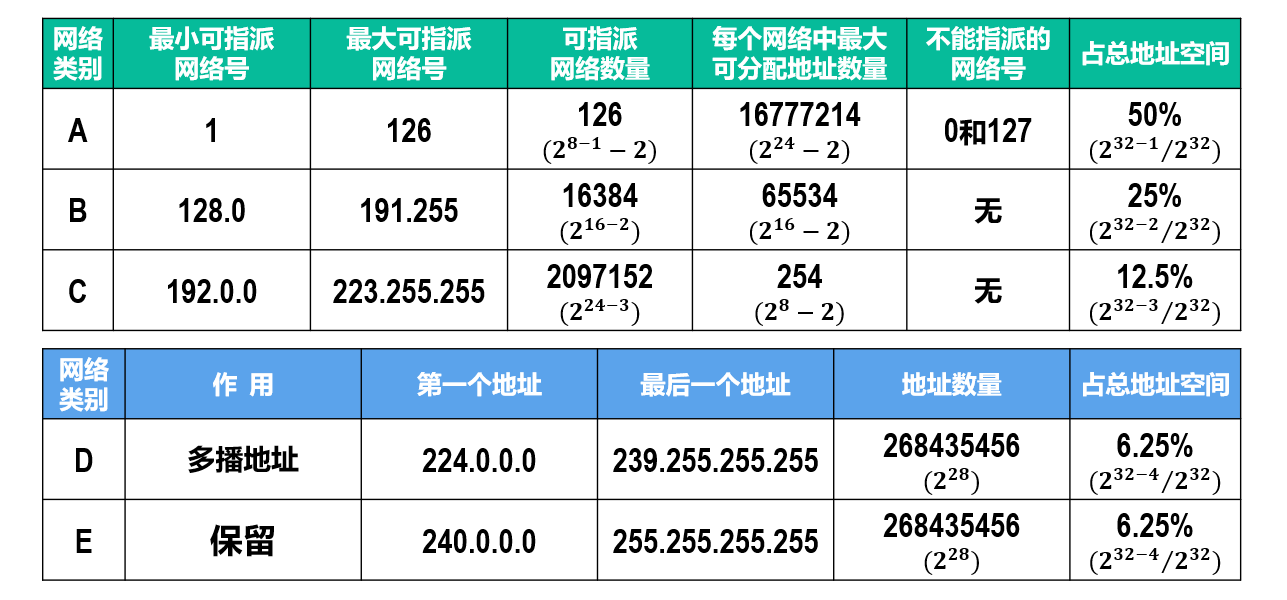 网络类别 最小可指派网络号 最大可指派网络号 可指派网络数量 每个网络中最大可分配地址数量 不能指派的网络号 占总地址空间
A 1 126 126 16777214 0和127 50%
(2^{8−1} − 2) (2^{24} − 2) (2^{32−1}/2^{32})
B 128.0 191.255 16384 65534 无 25%
(2^{16−2}) (2^{16} − 2) (2^{32−2}/2^{32})
C 192.0.0 223.255.255 2097152 254 无 12.5%
(2^{24−3}) (2^{8} − 2) (2^{32−3}/2^{32})
网络类别 作 用 第一个地址 最后一个地址 地址数量 占总地址空间
D 多播地址 224.0.0.0 239.255.255.255 268435456 6.25%
(2^{28}) (2^{32−4}/2^{32})
E 保留 240.0.0.0 255.255.255.255 268435456 6.25%
(2^{28}) (2^{32−4}/2^{32})